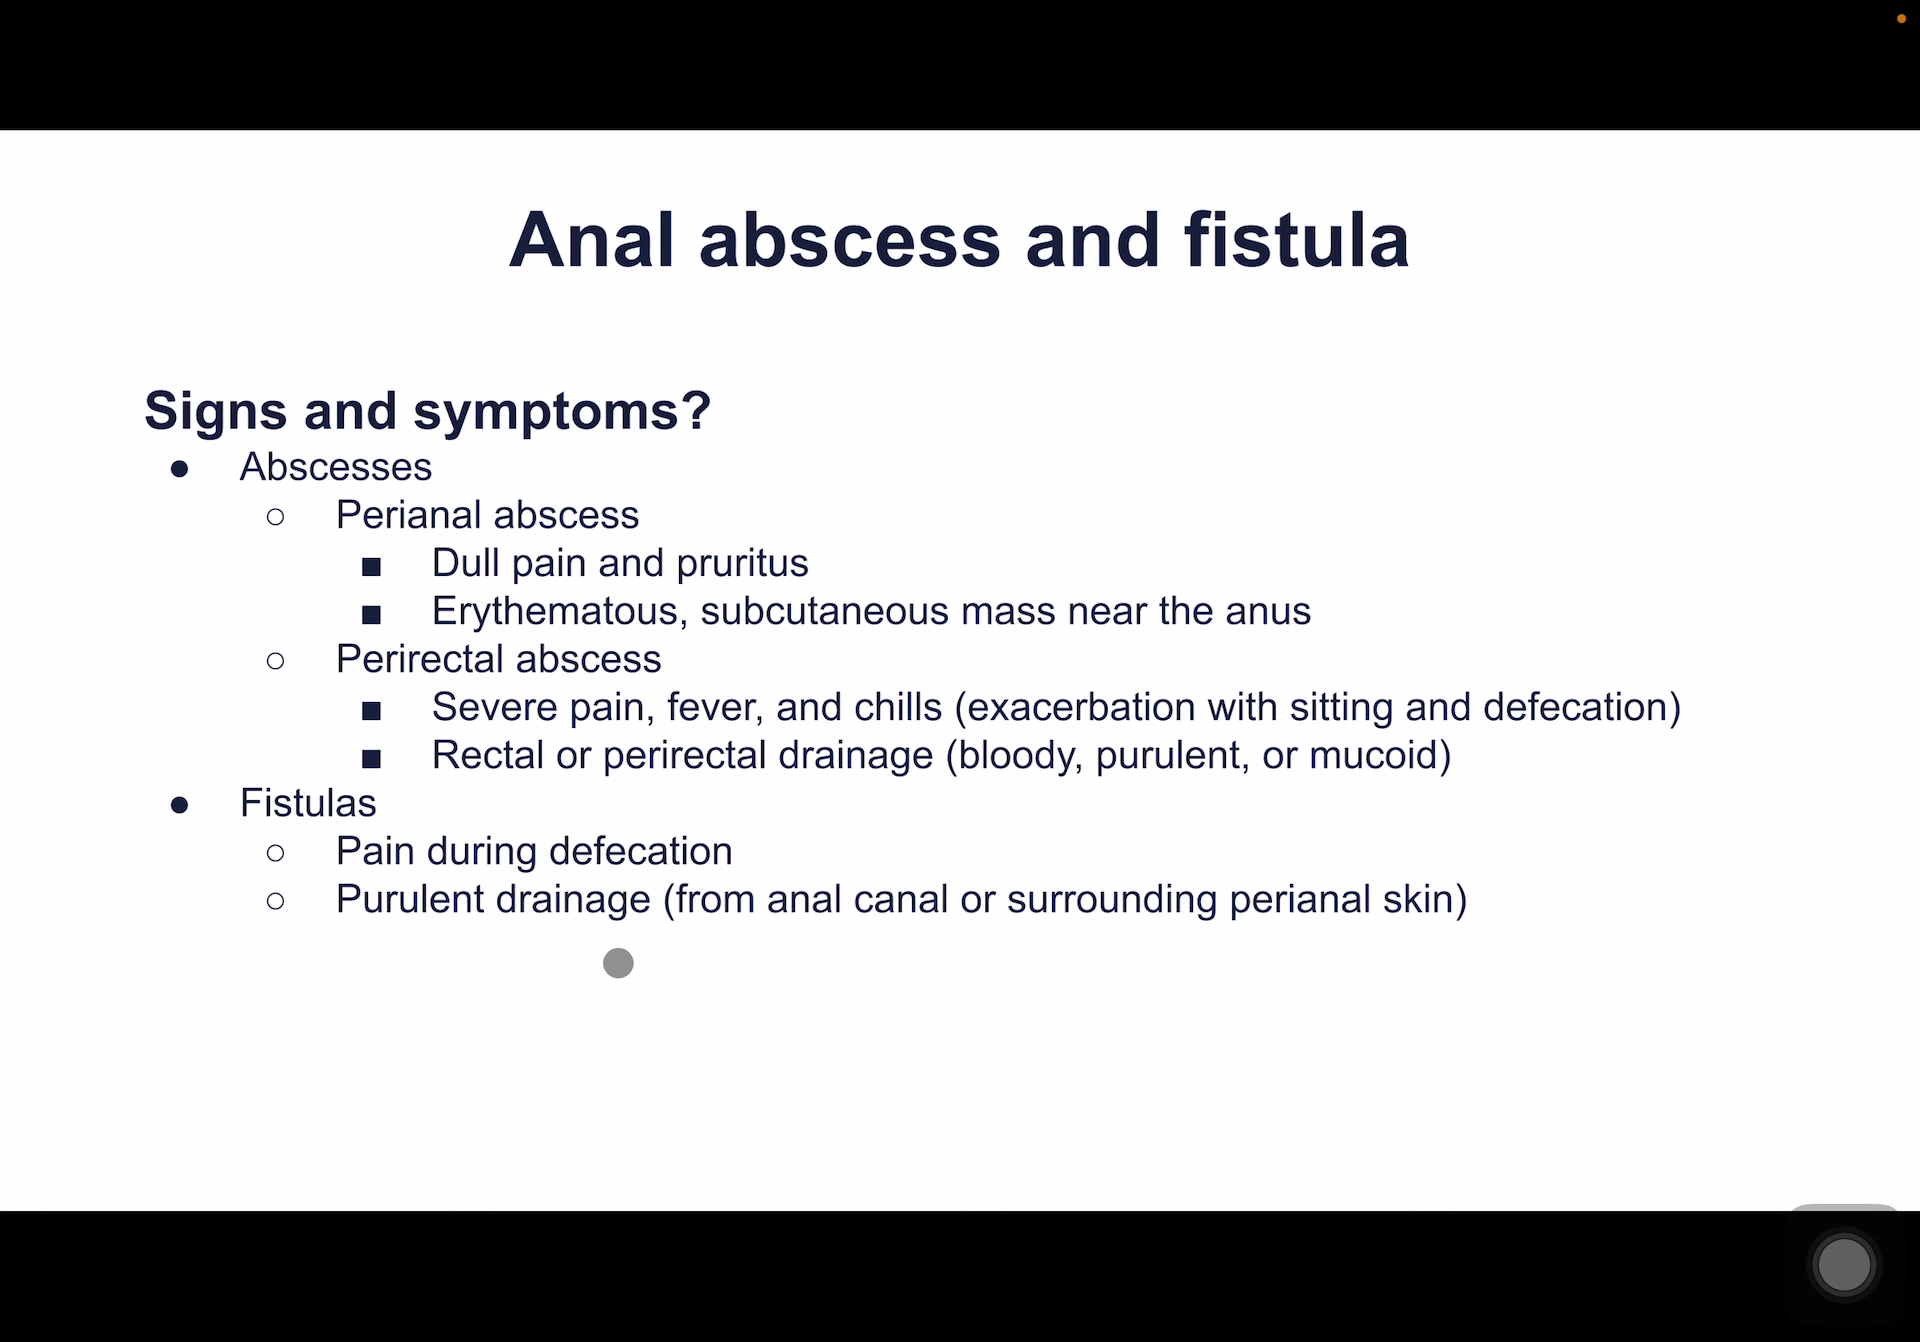 Anal abscess and fistula
Signs and symptoms?
● Abscesses
○ Perianal abscess
■ Dull pain and pruritus
■ Erythematous, subcutaneous mass near the anus
○ Perirectal abscess
■ Severe pain, fever, and chills (exacerbation with sitting and defecation)
■ Rectal or perirectal drainage (bloody, purulent, or mucoid)
● Fistulas
○ Pain during defecation
○ Purulent drainage (from anal canal or surrounding perianal skin)